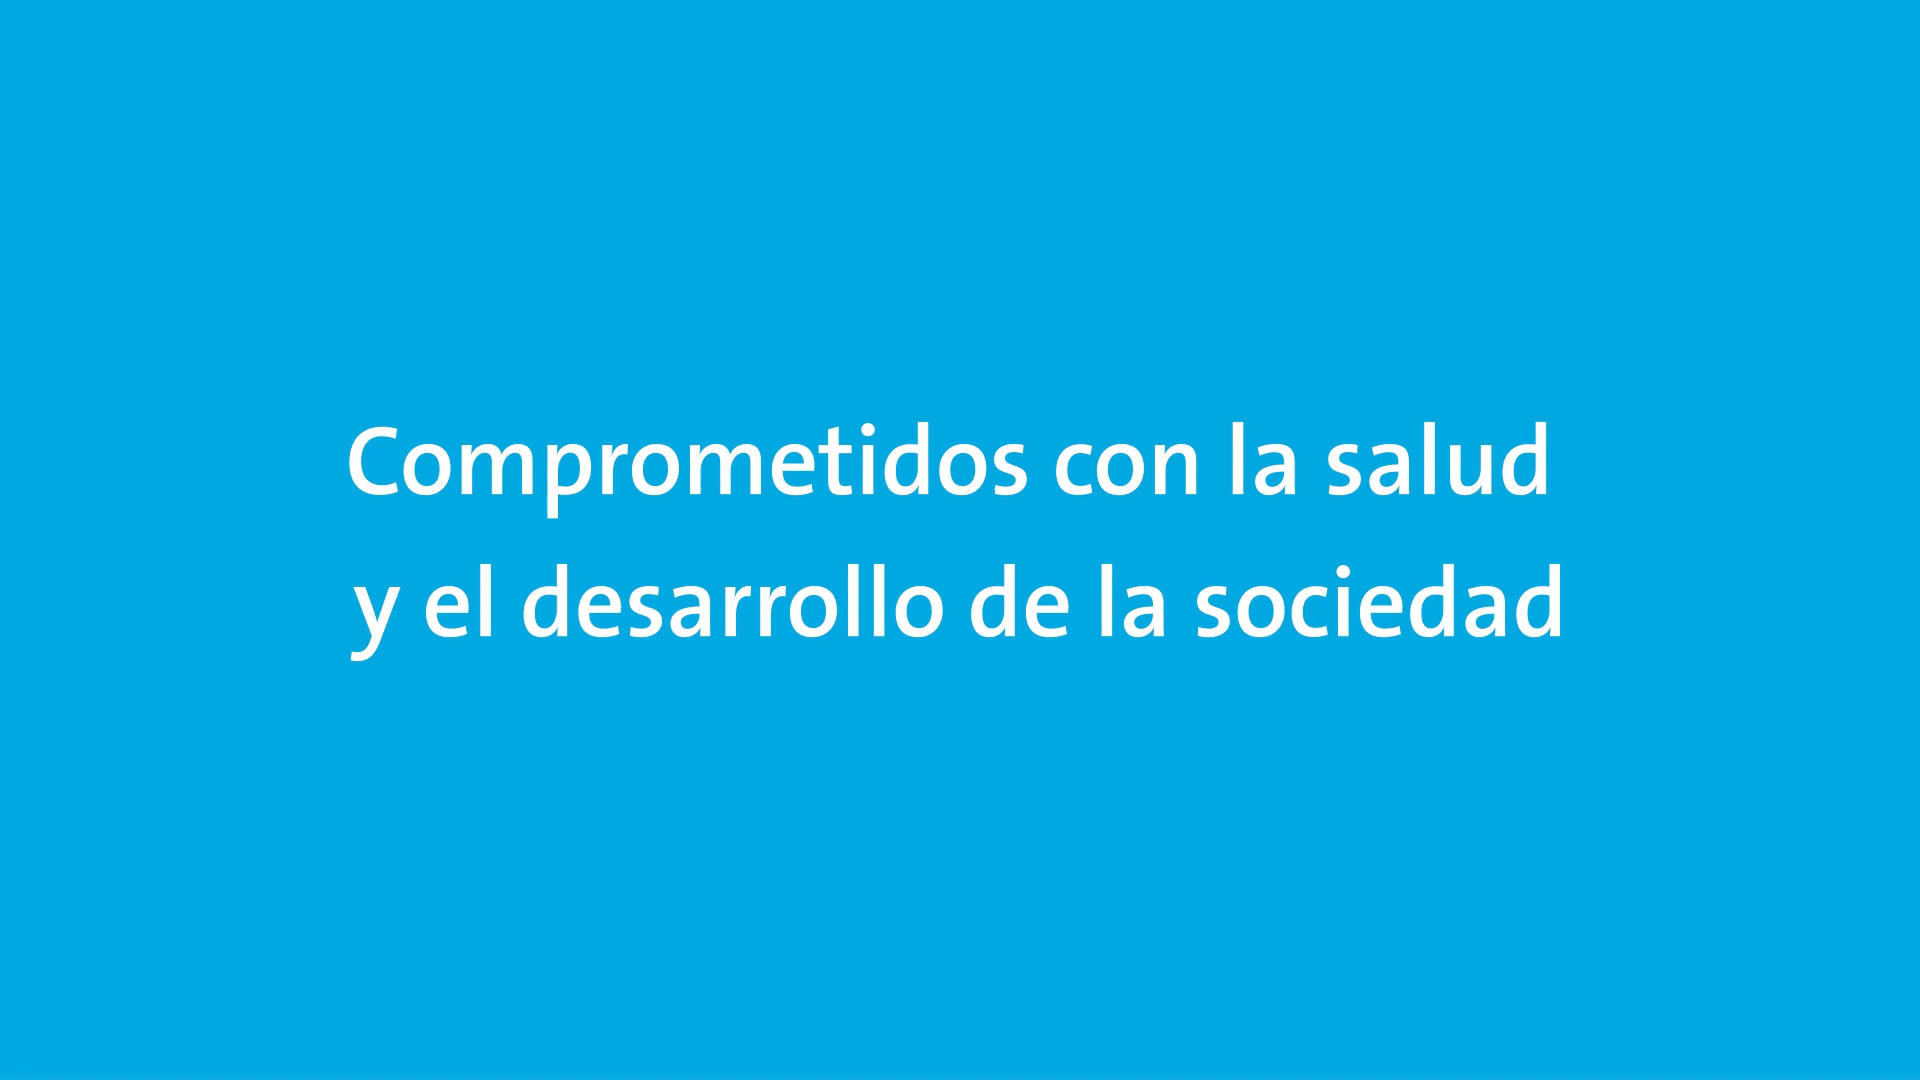 Comprometidos con la salud
y el desarrollo de la sociedad